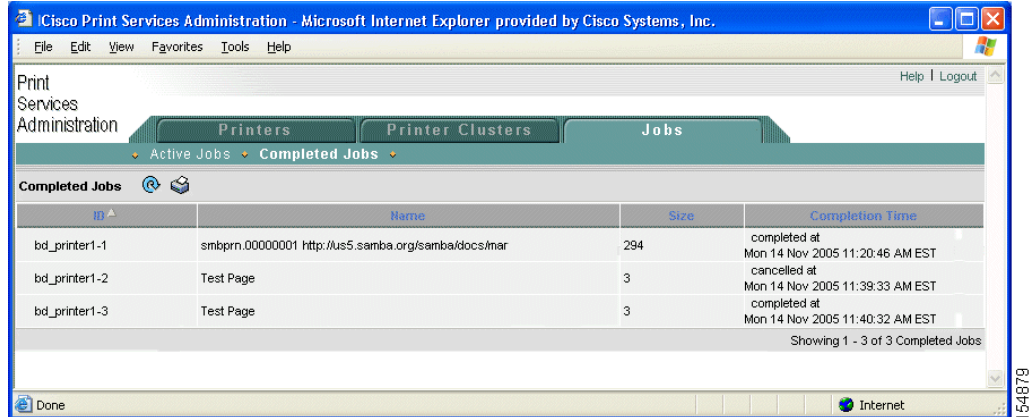 Cisco Print Services Administration - Microsoft Internet Explorer provided by Cisco Systems, Inc.
File Edit View Favorites Tools Help
Help | Logout
Print
Services
Administration
Printers Printer Clusters Jobs
Active Jobs Completed Jobs
Completed Jobs
ID Name Size Completion Time
bd_printer1-1 smbprn.00000001 http://us5.samba.org/samba/docs/mar 294 completed at
Mon 14 Nov 2005 11:20:46 AM EST
bd_printer1-2 Test Page 3 cancelled at
Mon 14 Nov 2005 11:39:33 AM EST
bd_printer1-3 Test Page 3 completed at
Mon 14 Nov 2005 11:40:32 AM EST
Showing 1 - 3 of 3 Completed Jobs
Done Internet
154879